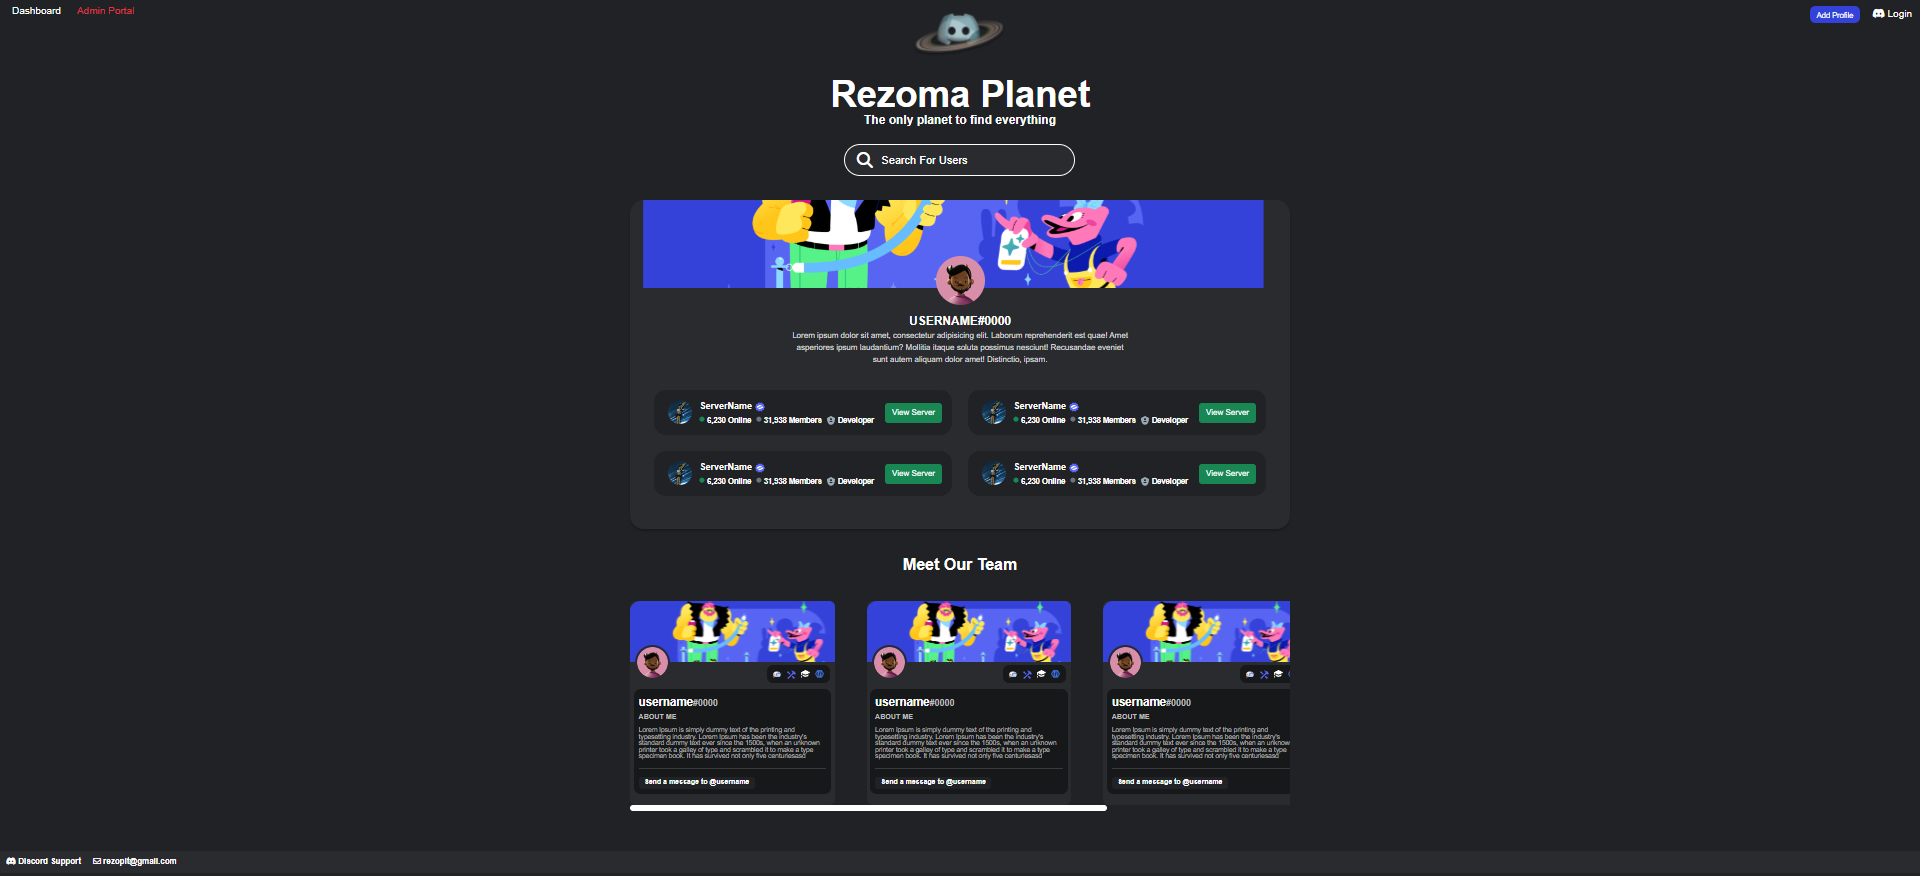 Dashboard Admin Portal
Add Profile Login
Rezoma Planet
The only planet to find everything
Search For Users
USERNAME#0000
Lorem ipsum dolor sit amet, consectetur adipisicing elit. Laborum reprehenderit est quae! Amet
asperiores ipsum laudantium? Mollitia itaque soluta possimus nesciunt! Recusandae eveniet
sunt autem aliquam dolor amet! Distinctio, ipsam.
ServerName
6,230 Online 31,938 Members Developer
View Server
ServerName
6,230 Online 31,938 Members Developer
View Server
ServerName
6,230 Online 31,938 Members Developer
View Server
ServerName
6,230 Online 31,938 Members Developer
View Server
Meet Our Team
username#0000
ABOUT ME
Lorem Ipsum is simply dummy text of the printing and
typesetting industry. Lorem Ipsum has been the industry's
standard dummy text ever since the 1500s, when an unknown
printer took a galley of type and scrambled it to make a type
specimen book. It has survived not only five centuriesasd
Send a message to @username
username#0000
ABOUT ME
Lorem Ipsum is simply dummy text of the printing and
typesetting industry. Lorem Ipsum has been the industry's
standard dummy text ever since the 1500s, when an unknown
printer took a galley of type and scrambled it to make a type
specimen book. It has survived not only five centuriesasd
Send a message to @username
username#0000
ABOUT ME
Lorem Ipsum is simply dummy text of the printing and
typesetting industry. Lorem Ipsum has been the industry's
standard dummy text ever since the 1500s, when an unknow
printer took a galley of type and scrambled it to make a type
specimen book. It has survived not only five centuriesasd
Send a message to @username
Discord Support rezopit@gmail.com